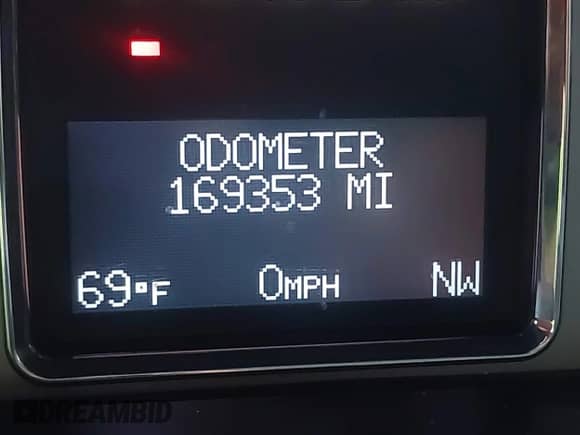 ODOMETER
169353 MI
69°F 0MPH NW
DREAMBID